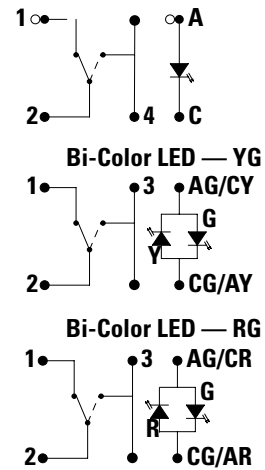 1 A
2 4 C
Bi-Color LED — YG
1 3 AG/CY
G
Y
2 CG/AY
Bi-Color LED — RG
1 3 AG/CR
G
R
2 CG/AR